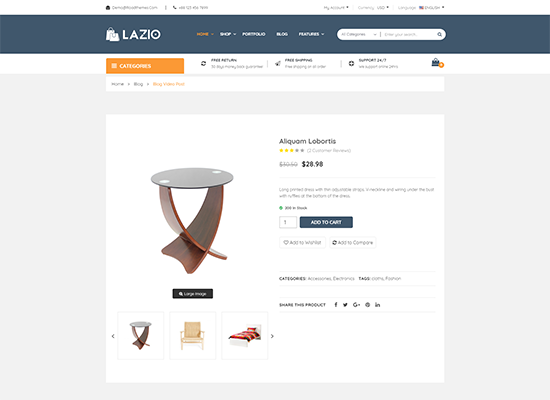 Demo@Roadthemes.Com
+88 123 456 7899
My Account
Currency USD
Language ENGLISH
LAZIO
HOME SHOP PORTFOLIO BLOG FEATURES
All Categories
Enter your search...
CATEGORIES
FREE RETURN
30 days money back guarantee!
FREE SHIPPING
Free shipping on all order
SUPPORT 24/7
We support online 24hrs
Home > Blog > Blog Video Post
Aliquam Lobortis
(2 Customer Reviews)
$30.50 $28.98
Long printed dress with thin adjustable straps. V-neckline and wiring under the bust
with ruffles at the bottom of the dress.
In Stock
1 ADD TO CART
Add to Wishlist Add to Compare
CATEGORIES: Accessories, Electronics TAGS: Fashion
Large Image
SHARE THIS PRODUCT